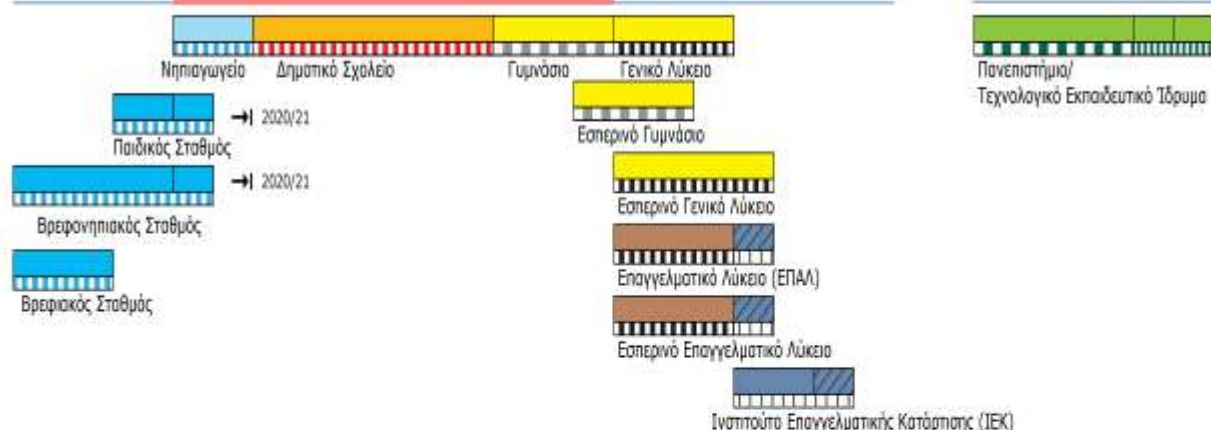 Νηπιαγωγείο Δημοτικό Σχολείο Γυμνάσιο Γενικό Λύκειο
Πανεπιστήμιο/
Τεχνολογικό Εκπαιδευτικό Ίδρυμα
Εσπερινό Γυμνάσιο
2020/21
Παιδικός Σταθμός
Εσπερινό Γενικό Λύκειο
2020/21
Βρεφονηπιακός Σταθμός
Επαγγελματικό Λύκειο (ΕΠΑΛ)
Βρεφικός Σταθμός
Εσπερινό Επαγγελματικό Λύκειο
Ινστιτούτο Επαγγελματικής Κατάρτισης (ΙΕΚ)